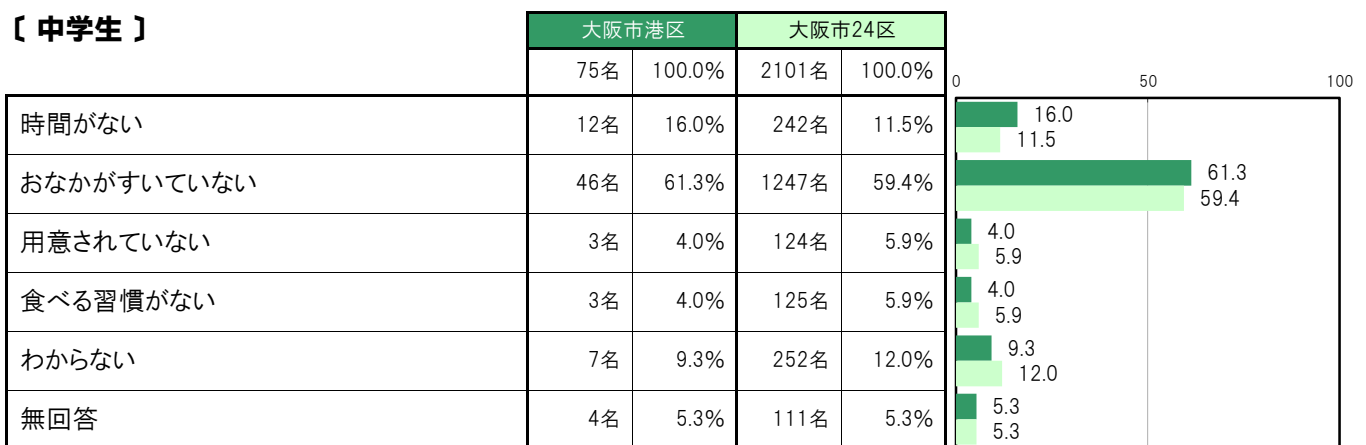 〔 中学生 〕
大阪市港区 大阪市24区
75名 100.0% 2101名 100.0%
0 50 100
時間がない 12名 16.0% 242名 11.5% 16.0
11.5
おなかがすいていない 46名 61.3% 1247名 59.4% 61.3
59.4
用意されていない 3名 4.0% 124名 5.9% 4.0
5.9
食べる習慣がない 3名 4.0% 125名 5.9% 4.0
5.9
わからない 7名 9.3% 252名 12.0% 9.3
12.0
無回答 4名 5.3% 111名 5.3% 5.3
5.3